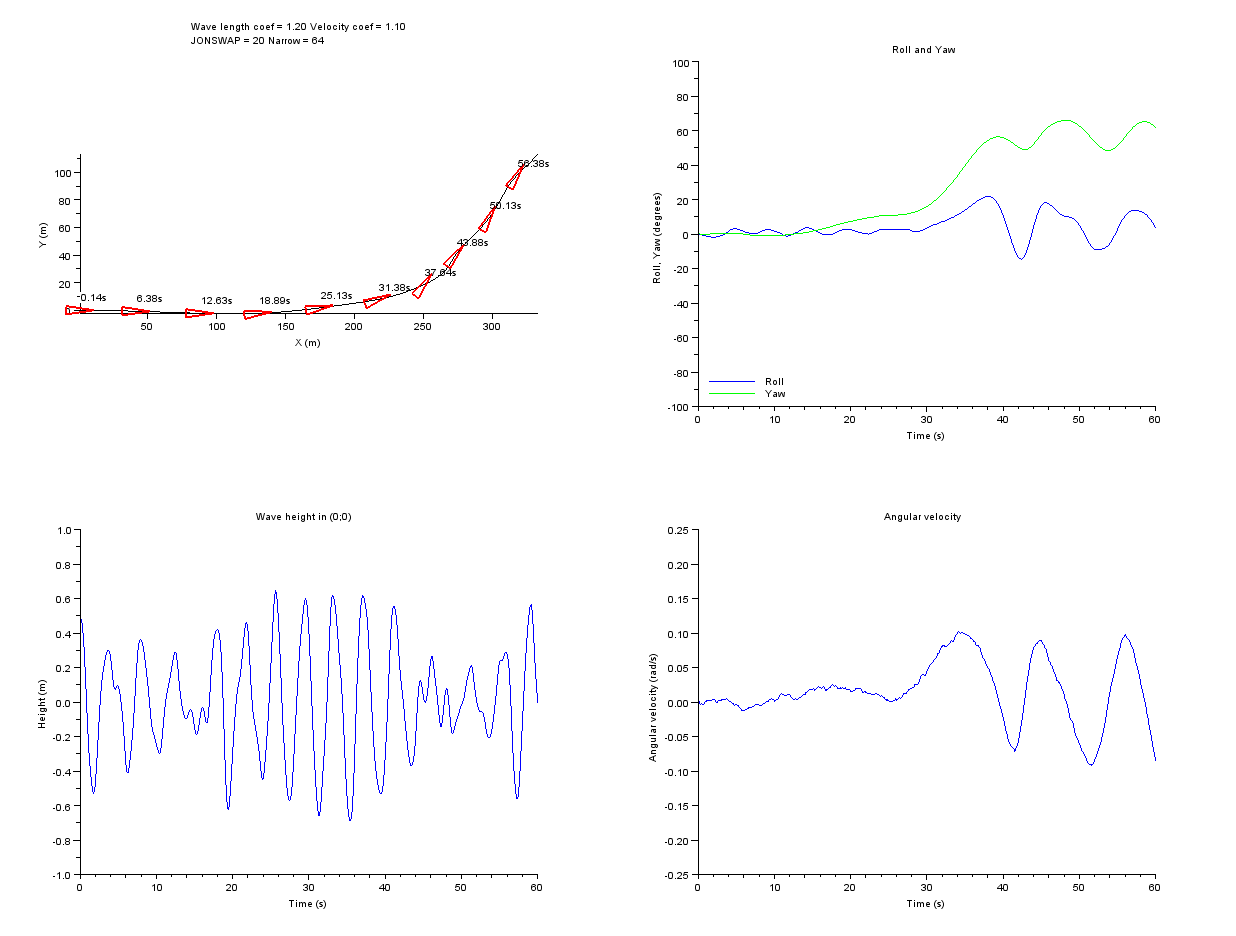 Wave length coef = 1.20 Velocity coef = 1.10
JONSWAP = 20 Narrow = 64
100
80
60
40
20
Y (m)
-0.14s
6.38s
12.63s
18.89s
25.13s
31.38s
37.64s
43.88s
50.13s
56.38s
50
100
150
200
250
300
X (m)
Roll and Yaw
100
80
60
40
20
0
-20
-40
-60
-80
-100
Roll, Yaw (degrees)
Roll
Yaw
0
10
20
30
40
50
60
Time (s)
Wave height in (0;0)
1.0
0.8
0.6
0.4
0.2
0.0
-0.2
-0.4
-0.6
-0.8
-1.0
Height (m)
0
10
20
30
40
50
60
Time (s)
Angular velocity
0.25
0.20
0.15
0.10
0.05
0.00
-0.05
-0.10
-0.15
-0.20
-0.25
Angular velocity (rad/s)
0
10
20
30
40
50
60
Time (s)